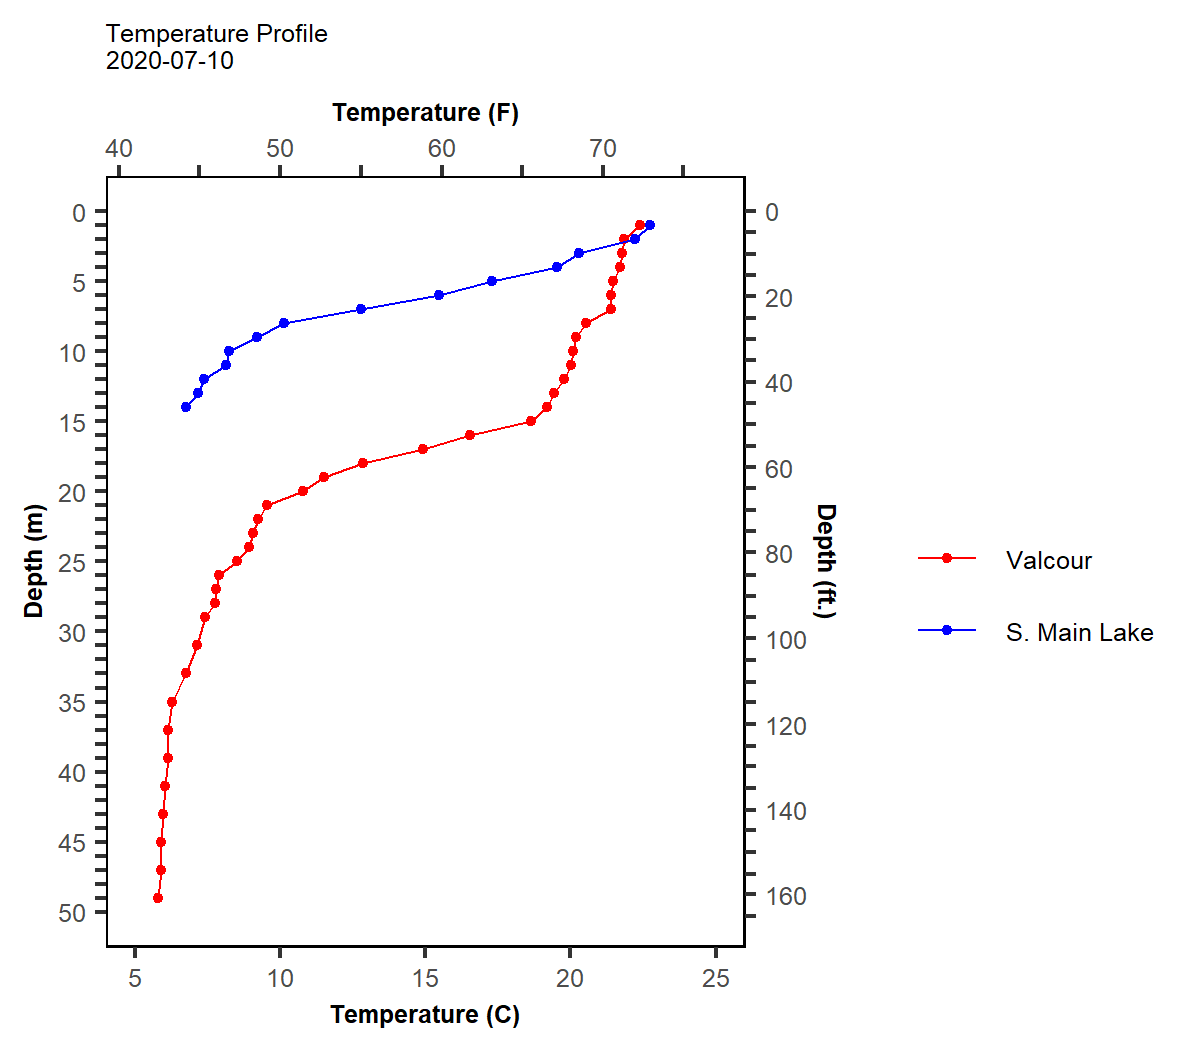 Temperature Profile
2020-07-10
Temperature (F)
40 50 60 70
0
5
10
15
20
25
30
35
40
45
50
Depth (m)
0
20
40
60
80
100
120
140
160
Depth (ft.)
Valcour
S. Main Lake
5 10 15 20 25
Temperature (C)